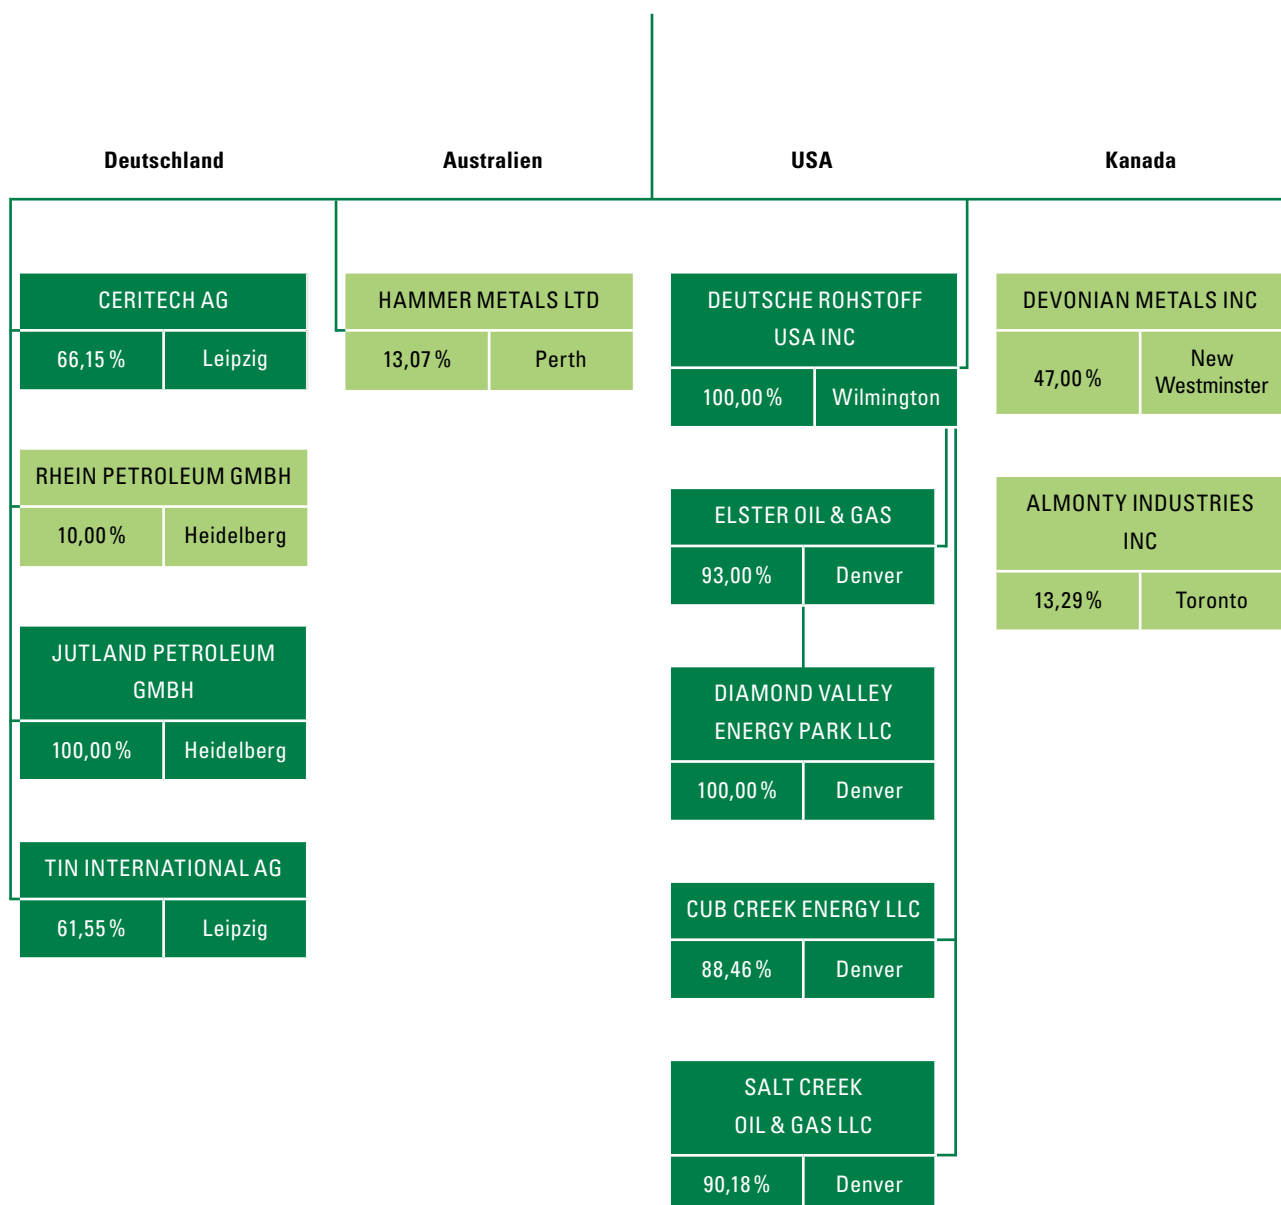 Deutschland
Australien
USA
Kanada
CERITECH AG
66,15 %
Leipzig
RHEIN PETROLEUM GMBH
10,00 %
Heidelberg
JUTLAND PETROLEUM
GMBH
100,00 %
Heidelberg
TIN INTERNATIONAL AG
61,55 %
Leipzig
HAMMER METALS LTD
13,07 %
Perth
DEUTSCHE ROHSTOFF
USA INC
100,00 %
Wilmington
ELSTER OIL & GAS
93,00 %
Denver
DIAMOND VALLEY
ENERGY PARK LLC
100,00 %
Denver
CUB CREEK ENERGY LLC
88,46 %
Denver
SALT CREEK
OIL & GAS LLC
90,18 %
Denver
DEVONIAN METALS INC
47,00 %
New
Westminster
ALMONTY INDUSTRIES
INC
13,29 %
Toronto